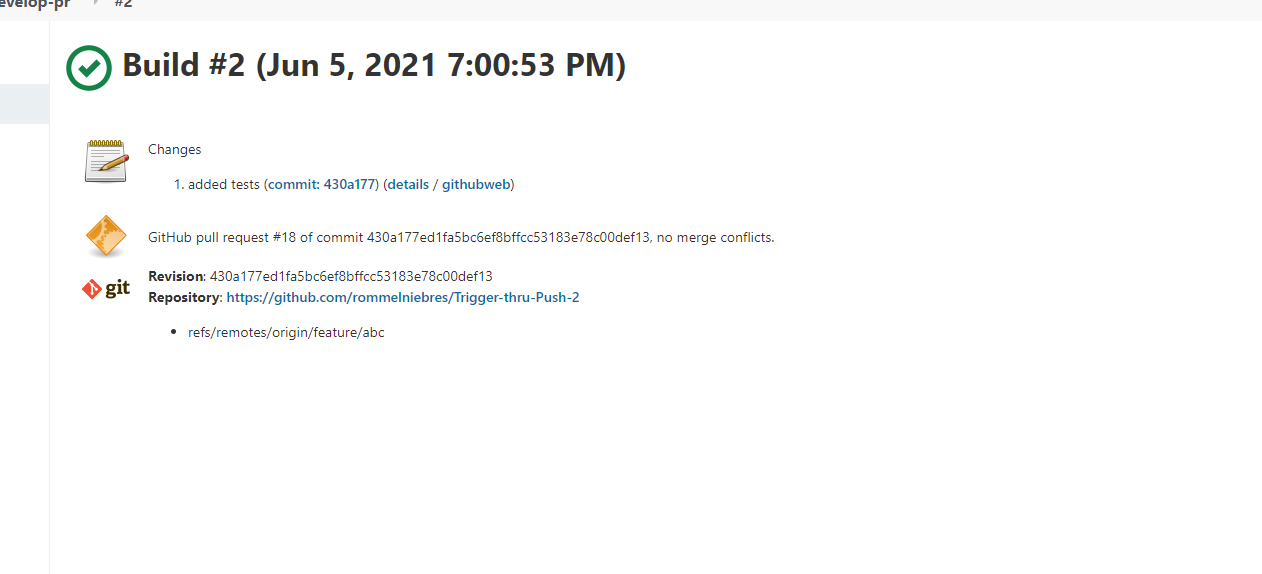 evelop-pr #2
Build #2 (Jun 5, 2021 7:00:53 PM)
Changes
1. added tests (commit: 430a177) (details / githubweb)
GitHub pull request #18 of commit 430a177ed1fa5bc6ef8bffcc53183e78c00def13, no merge conflicts.
git
Revision: 430a177ed1fa5bc6ef8bffcc53183e78c00def13
Repository: https://github.com/rommelniebres/Trigger-thru-Push-2
• refs/remotes/origin/feature/abc